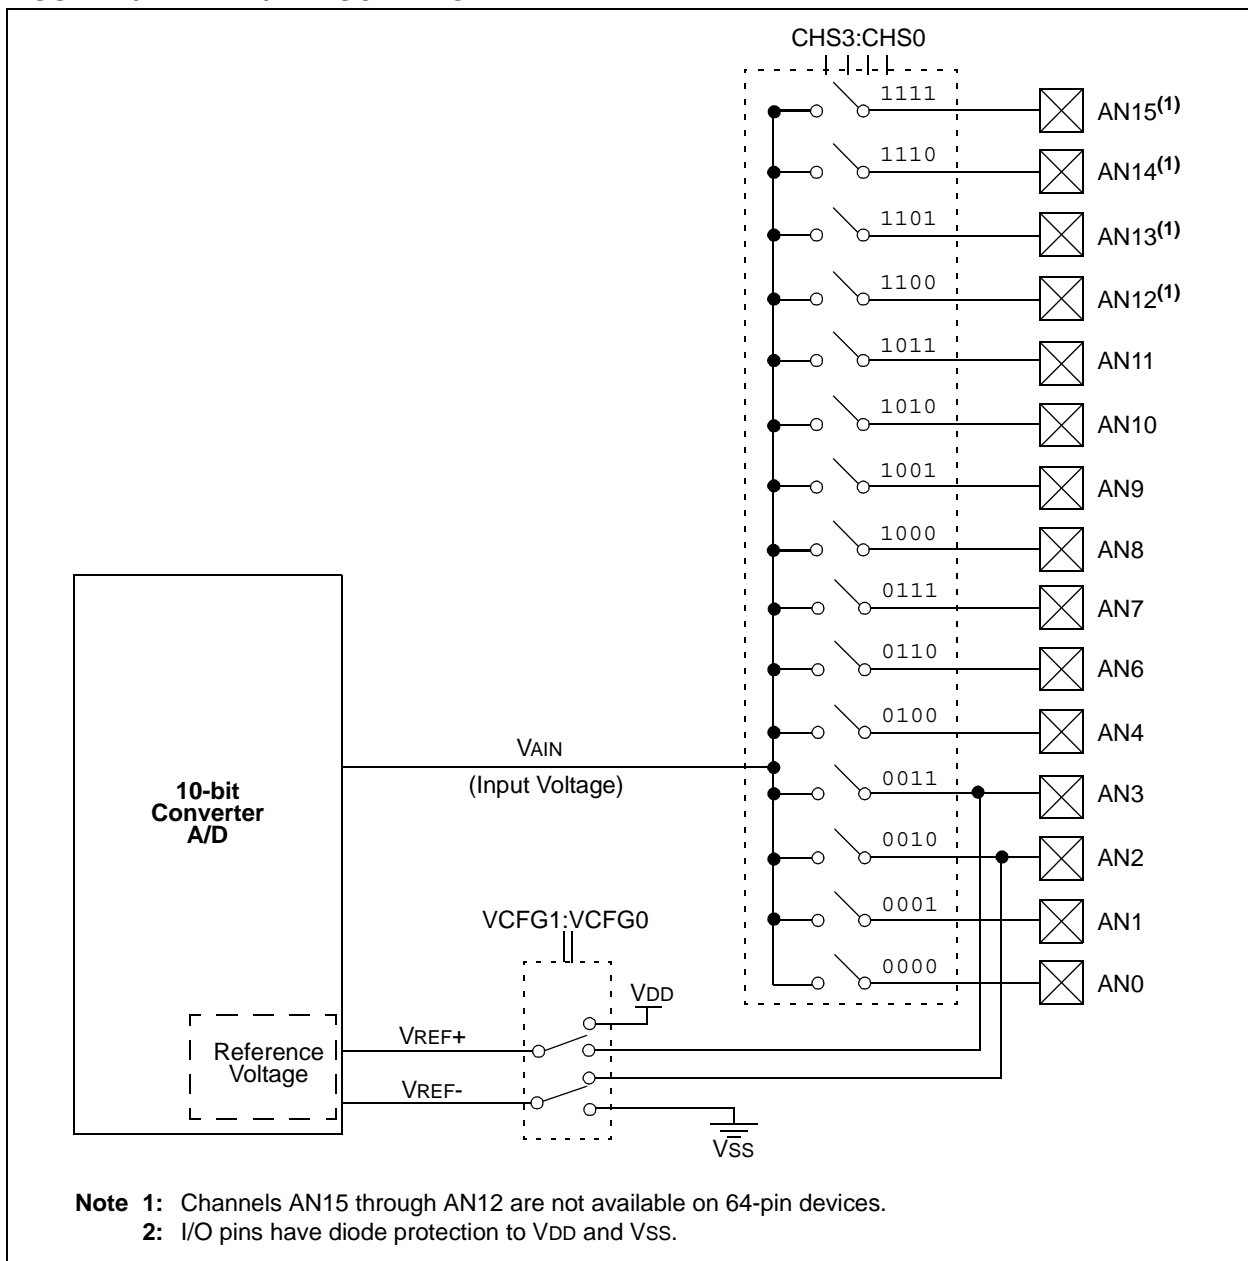 CHS3:CHS0
1111
AN15(1)
1110
AN14(1)
1101
AN13(1)
1100
AN12(1)
1011
AN11
1010
AN10
1001
AN9
1000
AN8
0111
AN7
0110
AN6
0100
AN4
VAIN
(Input Voltage)
0011
AN3
10-bit
Converter
A/D
0010
AN2
0001
AN1
VCFG1:VCFG0
0000
AN0
VDD
VREF+
Reference
Voltage
VREF-
VSS
Note 1: Channels AN15 through AN12 are not available on 64-pin devices.
2: I/O pins have diode protection to VDD and VSS.